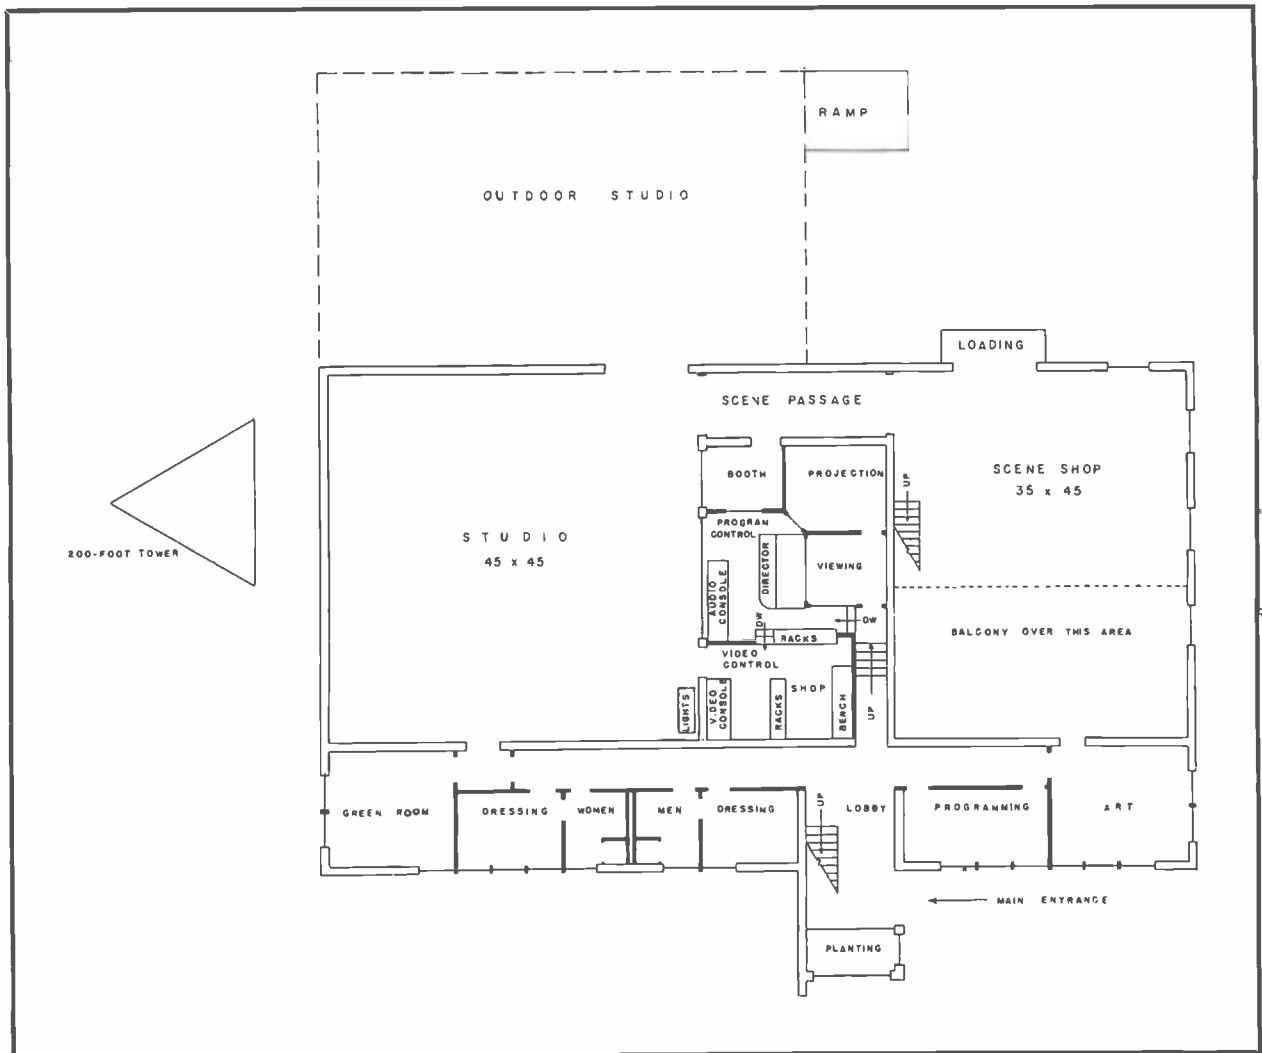 RAMP
OUTDOOR STUDIO
LOADING
SCENE PASSAGE
BOOTH
PROJECTION
UP
SCENE SHOP
35 x 45
PROGRAN
CONTROL
STUDIO
45 x 45
200-FOOT TOWER
DIRECTOR
VIEWING
AUDIO
CONSOLE
DW
DW
RACKS
BALCONY OVER THIS AREA
VIDEO
CONTROL
LIGHTS
VIDEO
CONSOLE
RACKS
SHOP
BENCH
UP
GREEN ROOM
DRESSING
WOMEN
MEN
DRESSING
UP
LOBBY
PROGRAMMING
ART
MAIN ENTRANCE
PLANTING